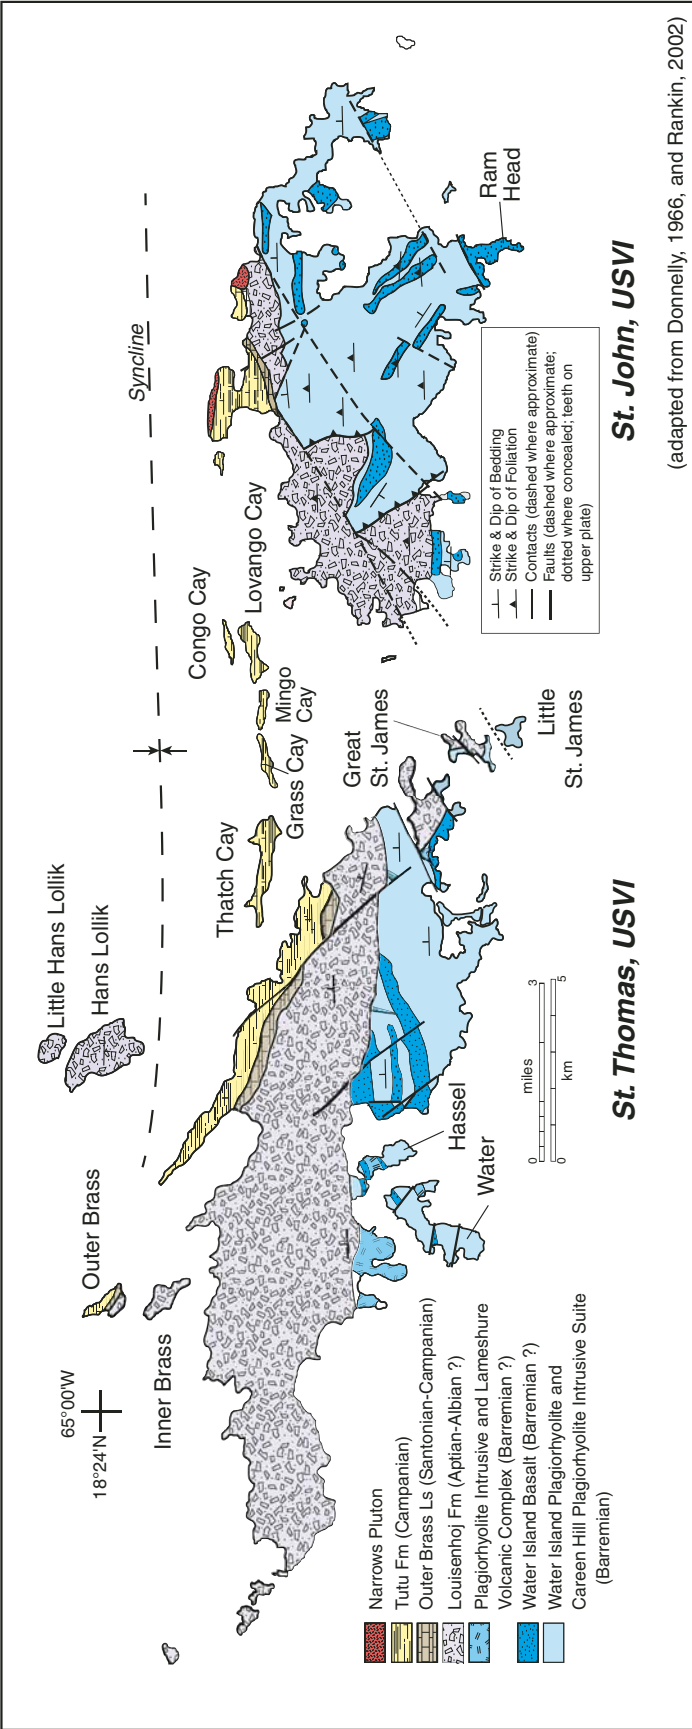 65°00'W
18°24'N
Outer Brass
Inner Brass
Little Hans Lollik
Hans Lollik
Syncline
Thatch Cay
Grass Cay
Mingo
Cay
Congo Cay
Lovango Cay
Great
St. James
Little
St. James
Ram
Head
Hassel
Water
miles
0
3
0
5
km
St. Thomas, USVI
St. John, USVI
Strike & Dip of Bedding
Strike & Dip of Foliation
Contacts (dashed where approximate)
Faults (dashed where approximate;
dotted where concealed; teeth on
upper plate)
Narrows Pluton
Tutu Fm (Campanian)
Outer Brass Ls (Santonian-Campanian)
Louisenhoj Fm (Aptian-Albian ?)
Plagiorhyolite Intrusive and Lameshure
Volcanic Complex (Barremian ?)
Water Island Basalt (Barremian ?)
Water Island Plagiorhyolite and
Careen Hill Plagiorhyolite Intrusive Suite
(Barremian)
(adapted from Donnelly, 1966, and Rankin, 2002)